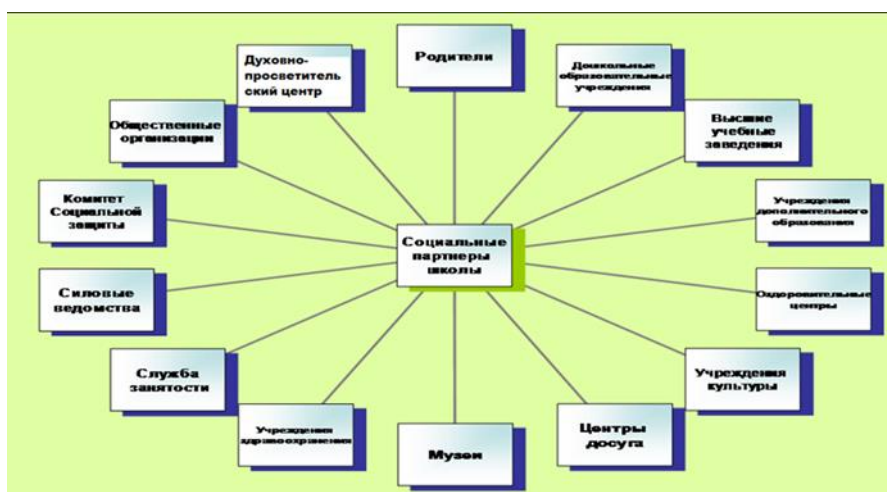 Родители
Дошкольные
образовательные
учреждения
Высшие
учебные
заведения
Учреждения
дополнительного
образования
Оздоровительные
центры
Учреждения
культуры
Центры
досуга
Музеи
Учреждения
здравоохранения
Служба
занятости
Силовые
ведомства
Комитет
Социальной
защиты
Общественные
организации
Духовно-
просветитель
ский центр
Социальные
партнеры
школы